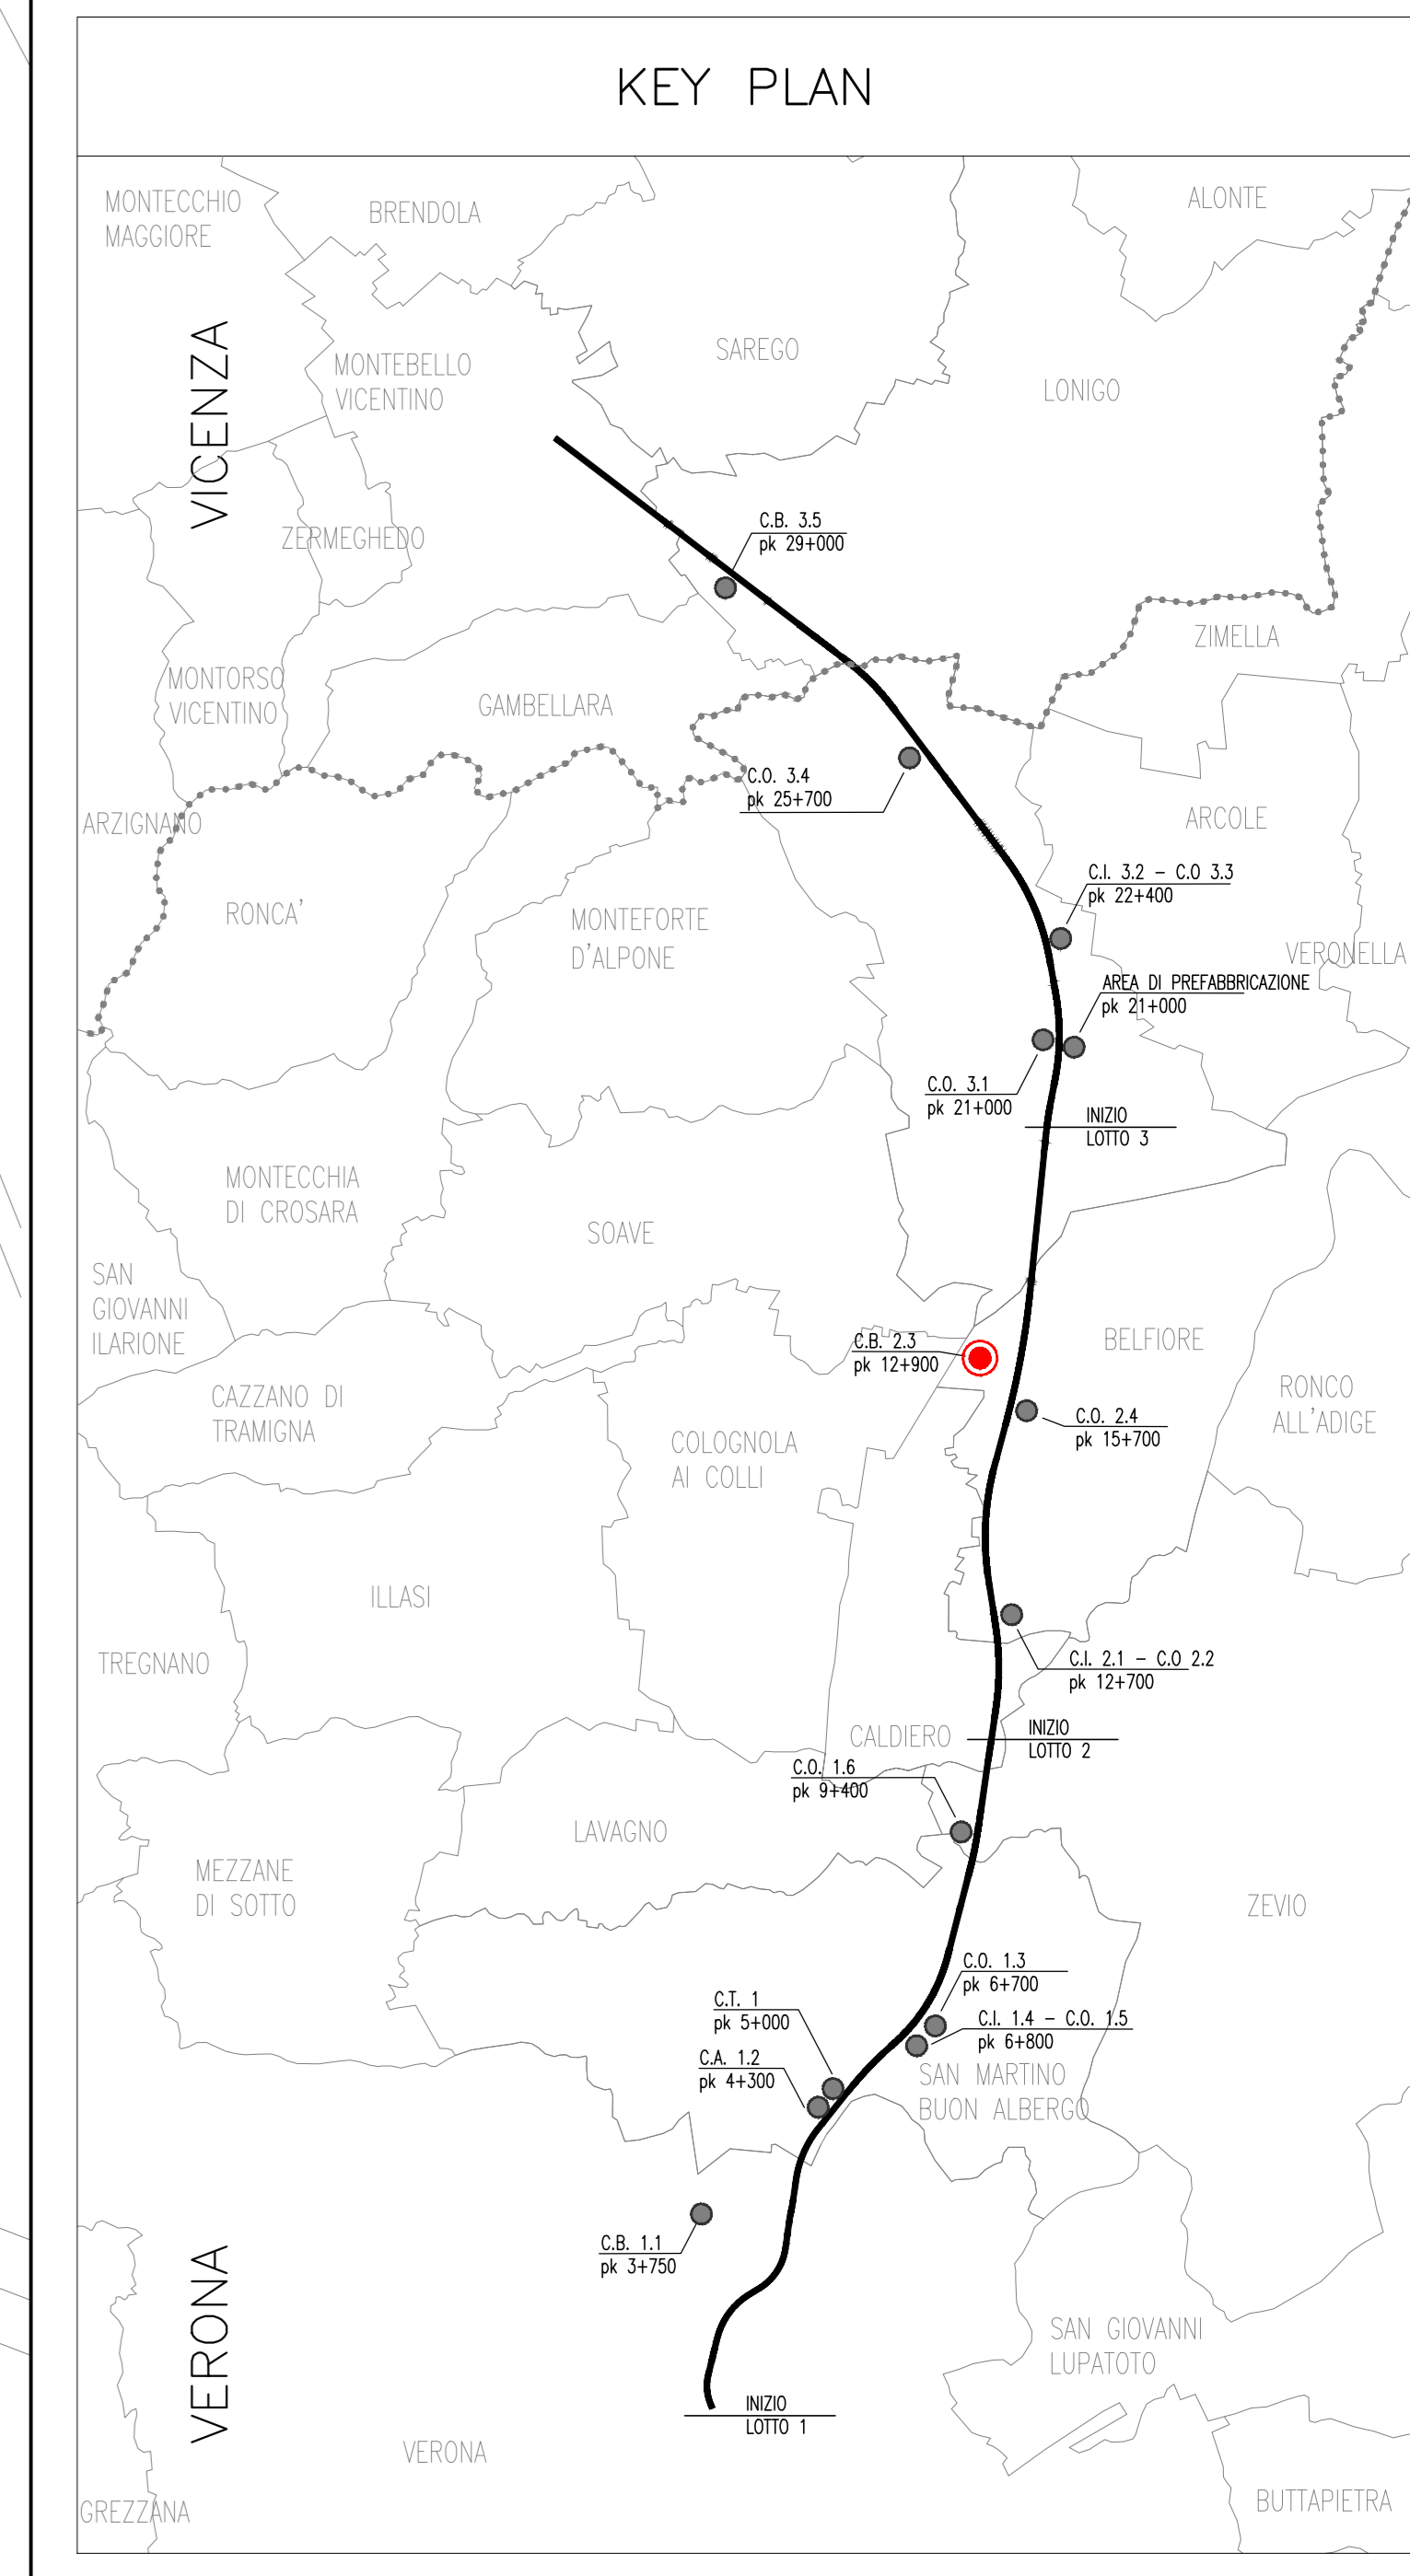 KEY PLAN
MONTECCHIO
MAGGIORE
BRENDOLA
ALONTE
VICENZA
MONTEBELLO
VICENTINO
SAREGO
LONIGO
C.B. 3.5
pk 29+000
ZERMEGHEDO
ZIMELLA
MONTORSO
VICENTINO
GAMBELLARA
C.O. 3.4
pk 25+700
ARZIGNANO
ARCOLE
C.I. 3.2 - C.O 3.3
pk 22+400
RONCA'
MONTEFORTE
D'ALPONE
VERONELLA
AREA DI PREFABBRICAZIONE
pk 21+000
C.O. 3.1
pk 21+000
INIZIO
LOTTO 3
MONTECCHIA
DI CROSARA
SOAVE
SAN
GIOVANNI
ILARIONE
C.B. 2.3
pk 12+900
BELFIORE
CAZZANO DI
TRAMIGNA
RONCO
ALL'ADIGE
C.O. 2.4
pk 15+700
COLOGNOLA
AI COLLI
ILLASI
TREGNANO
C.I. 2.1 - C.O 2.2
pk 12+700
CALDIERO
INIZIO
LOTTO 2
C.O. 1.6
pk 9+400
LAVAGNO
MEZZANE
DI SOTTO
ZEVIO
C.O. 1.3
pk 6+700
C.T. 1
pk 5+000
C.I. 1.4 - C.O. 1.5
pk 6+800
C.A. 1.2
pk 4+300
SAN MARTINO
BUON ALBERGO
C.B. 1.1
pk 3+750
VERONA
SAN GIOVANNI
LUPATOTO
INIZIO
LOTTO 1
VERONA
GREZZANA
BUTTAPIETRA